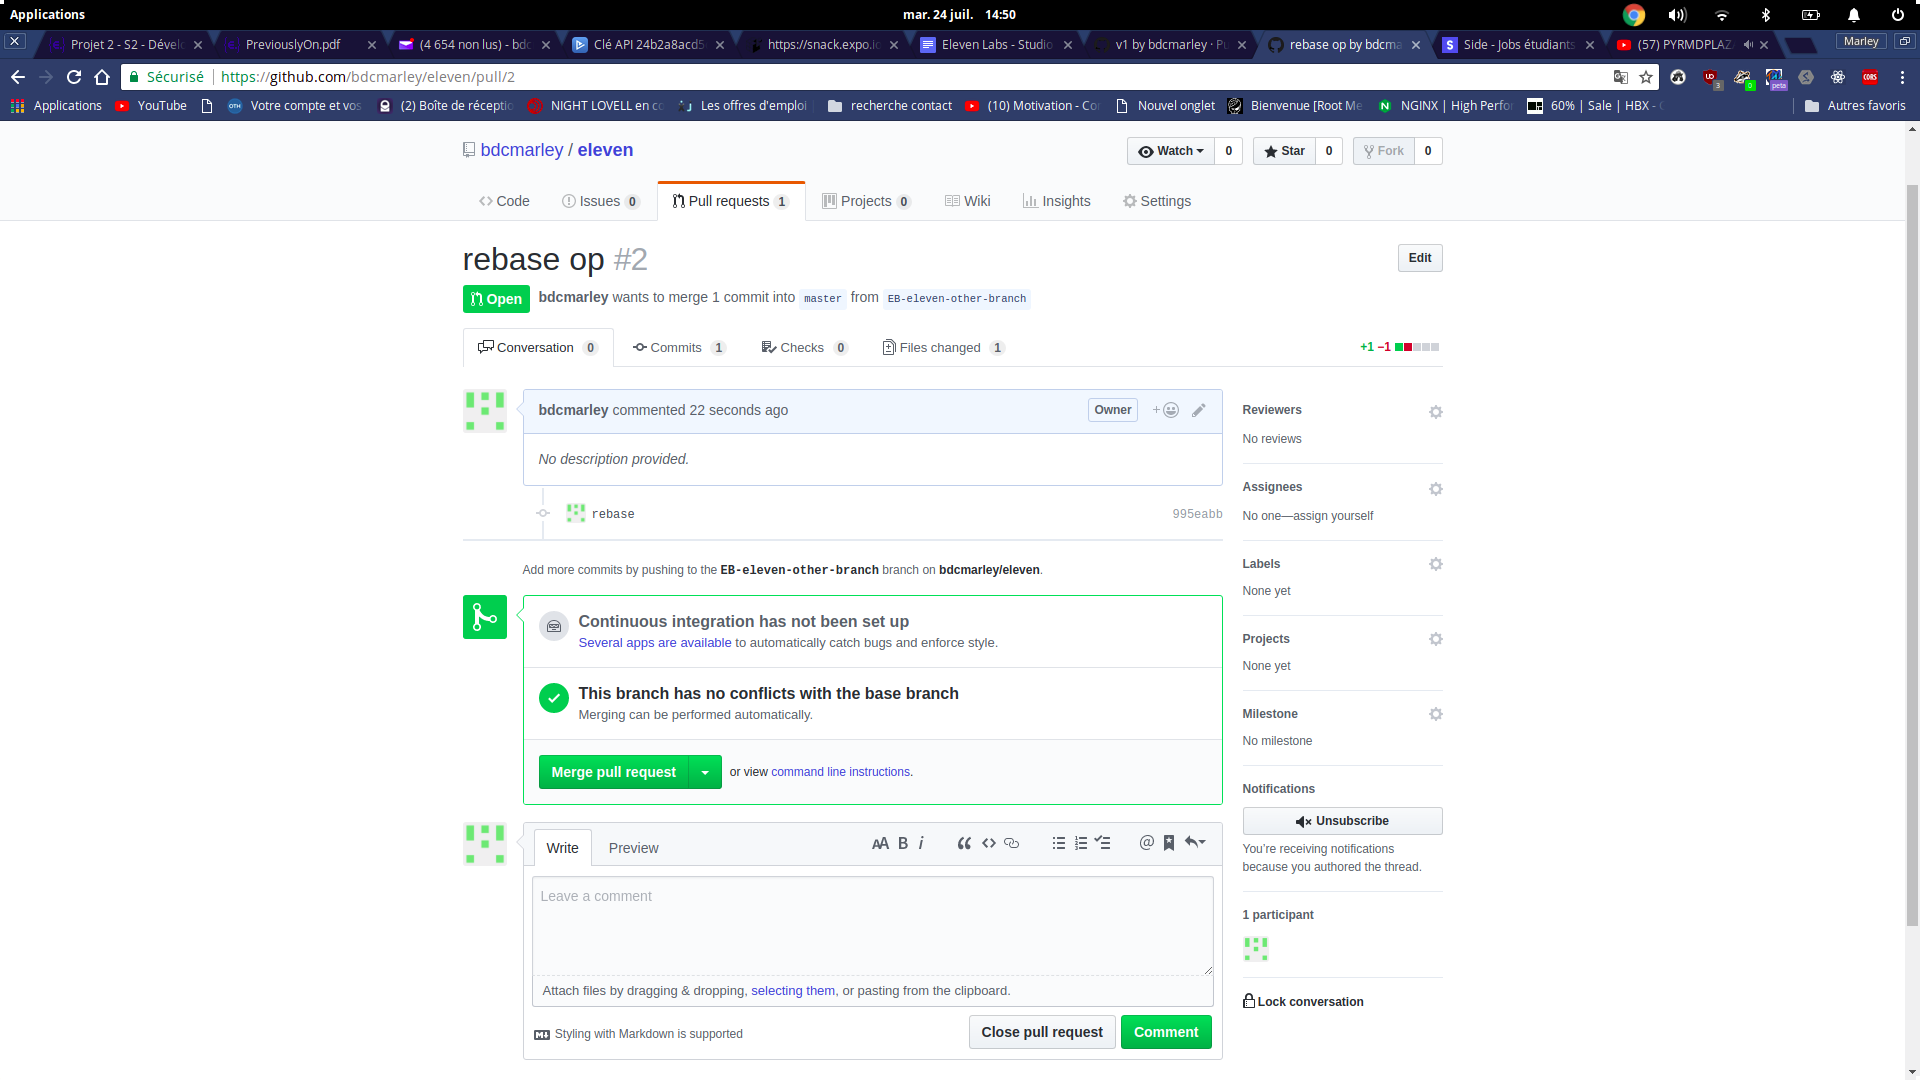 Applications
mar. 24 juil. 14:50
Projet 2 - S2 - Dével
PreviouslyOn.pdf
(4 654 non lus) - bdc
Clé API 24b2a8acd5
https://snack.expo.io
Eleven Labs - Studio
v1 by bdcmarley · Pu
rebase op by bdcma
Side - Jobs étudiants
(57) PYRMDPLAZA
Marley
Sécurisé
https://github.com/bdcmarley/eleven/pull/2
Applications
YouTube
Votre compte et vos
(2) Boîte de réceptio
NIGHT LOVELL en co
Les offres d'emploi
recherche contact
(10) Motivation - Co
Nouvel onglet
Bienvenue [Root Me
NGINX | High Perfor
60% | Sale | HBX -
Autres favoris
bdcmarley / eleven
Watch 0
Star 0
Fork 0
Code
Issues 0
Pull requests 1
Projects 0
Wiki
Insights
Settings
rebase op #2
Edit
Open
bdcmarley wants to merge 1 commit into master from EB-eleven-other-branch
Conversation 0
Commits 1
Checks 0
Files changed 1
+1 −1
bdcmarley commented 22 seconds ago
Owner
No description provided.
rebase
995eabb
Add more commits by pushing to the EB-eleven-other-branch branch on bdcmarley/eleven.
Continuous integration has not been set up
Several apps are available to automatically catch bugs and enforce style.
This branch has no conflicts with the base branch
Merging can be performed automatically.
Merge pull request
or view command line instructions.
Write
Preview
Leave a comment
Attach files by dragging & dropping, selecting them, or pasting from the clipboard.
Styling with Markdown is supported
Close pull request
Comment
Reviewers
No reviews
Assignees
No one—assign yourself
Labels
None yet
Projects
None yet
Milestone
No milestone
Notifications
Unsubscribe
You're receiving notifications
because you authored the thread.
1 participant
Lock conversation